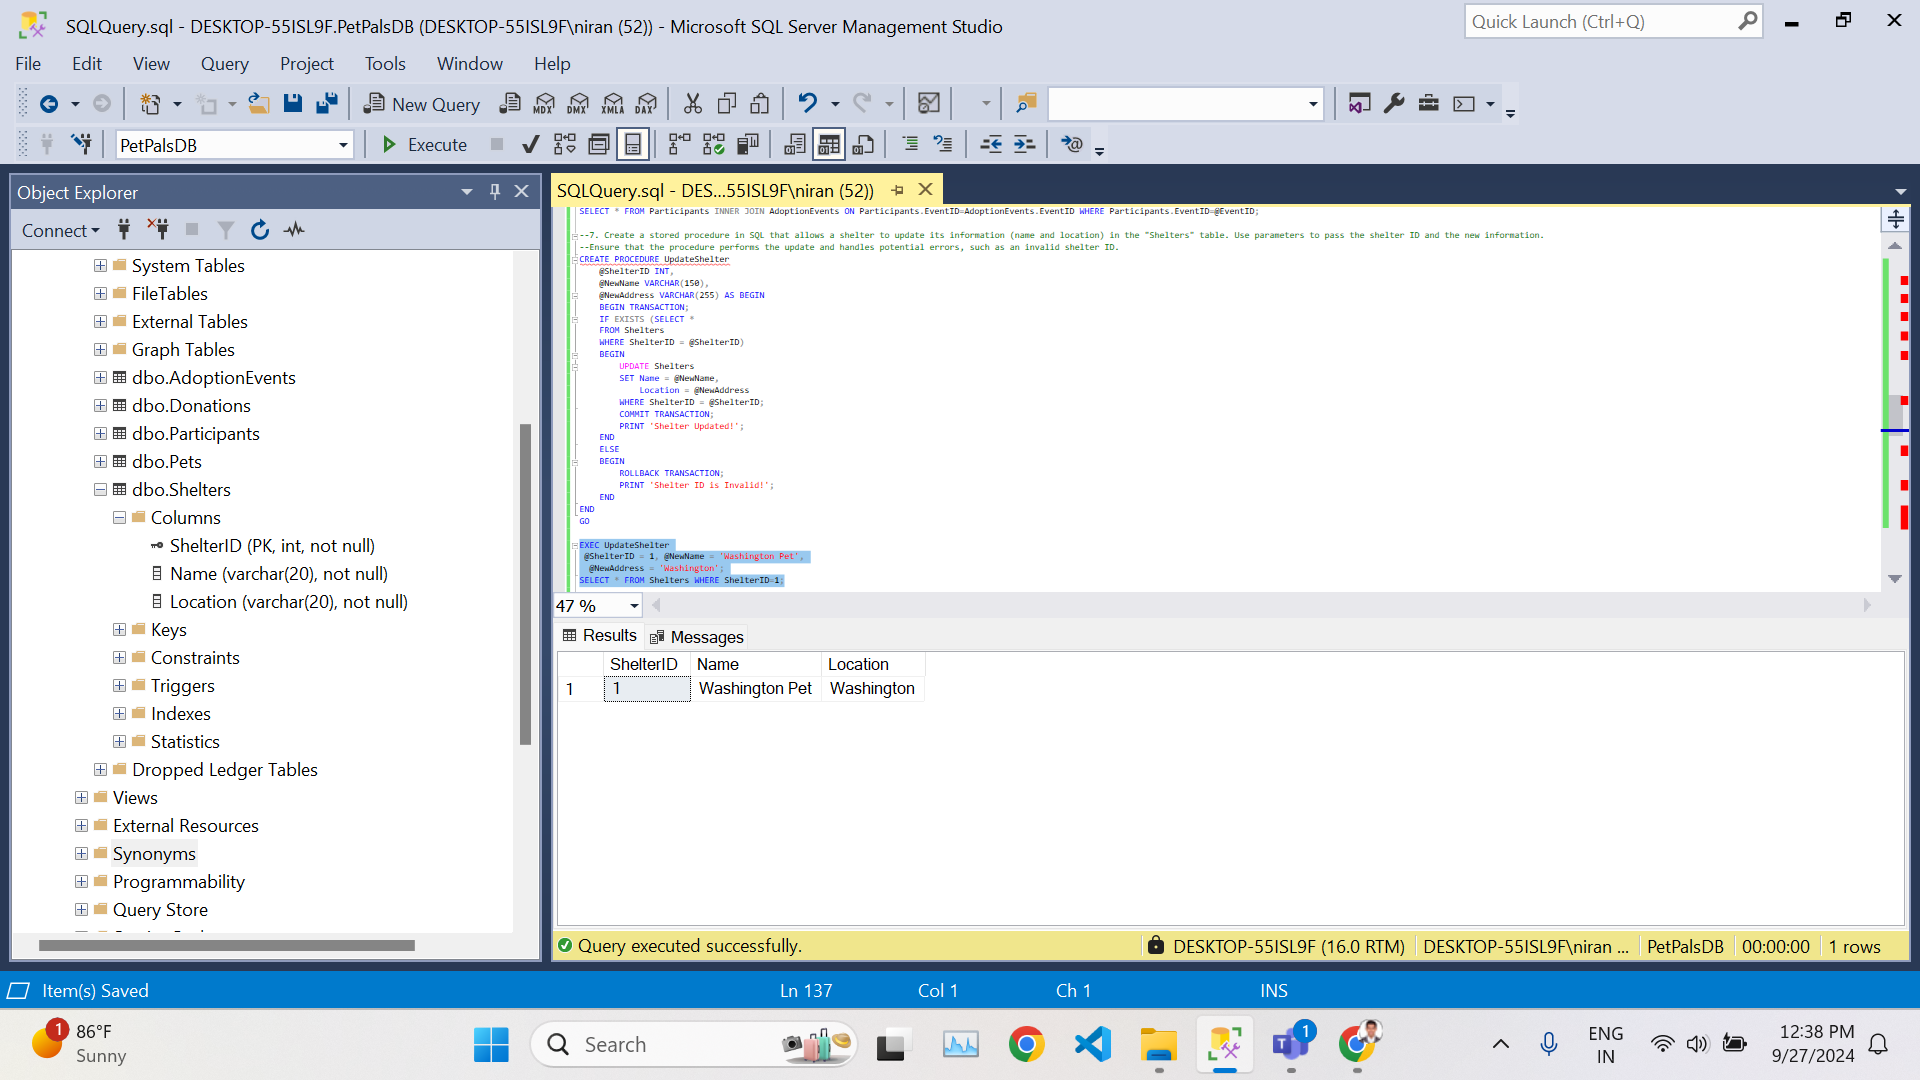 SQLQuery.sql - DESKTOP-55ISL9F.PetPalsDB (DESKTOP-55ISL9F\niran (52)) - Microsoft SQL Server Management Studio
Quick Launch (Ctrl+Q)
File Edit View Query Project Tools Window Help
New Query MDX DMX XMLA DAX
PetPalsDB Execute
Object Explorer
Connect
System Tables
FileTables
External Tables
Graph Tables
dbo.AdoptionEvents
dbo.Donations
dbo.Participants
dbo.Pets
dbo.Shelters
Columns
ShelterID (PK, int, not null)
Name (varchar(20), not null)
Location (varchar(20), not null)
Keys
Constraints
Triggers
Indexes
Statistics
Dropped Ledger Tables
Views
External Resources
Synonyms
Programmability
Query Store
SQLQuery.sql - DES...55ISL9F\niran (52))
SELECT * FROM Participants INNER JOIN AdoptionEvents ON Participants.EventID=AdoptionEvents.EventID WHERE Participants.EventID=@EventID;
--7. Create a stored procedure in SQL that allows a shelter to update its information (name and location) in the "Shelters" table. Use parameters to pass the shelter ID and the new information.
--Ensure that the procedure performs the update and handles potential errors, such as an invalid shelter ID.
CREATE PROCEDURE UpdateShelter
@ShelterID INT,
@NewName VARCHAR(150),
@NewAddress VARCHAR(255) AS BEGIN
BEGIN TRANSACTION;
IF EXISTS (SELECT *
FROM Shelters
WHERE ShelterID = @ShelterID)
BEGIN
UPDATE Shelters
SET Name = @NewName,
Location = @NewAddress
WHERE ShelterID = @ShelterID;
COMMIT TRANSACTION;
PRINT 'Shelter Updated!';
END
ELSE
BEGIN
ROLLBACK TRANSACTION;
PRINT 'Shelter ID is Invalid!';
END
END
GO
EXEC UpdateShelter
@ShelterID = 1, @NewName = 'Washington Pet',
@NewAddress = 'Washington';
SELECT * FROM Shelters WHERE ShelterID=1;
47 %
Results Messages
ShelterID Name Location
1 1 Washington Pet Washington
Query executed successfully. DESKTOP-55ISL9F (16.0 RTM) DESKTOP-55ISL9F\niran ... PetPalsDB 00:00:00 1 rows
Item(s) Saved Ln 137 Col 1 Ch 1 INS
1 86°F
Sunny
Search
1
ENG
IN
12:38 PM
9/27/2024